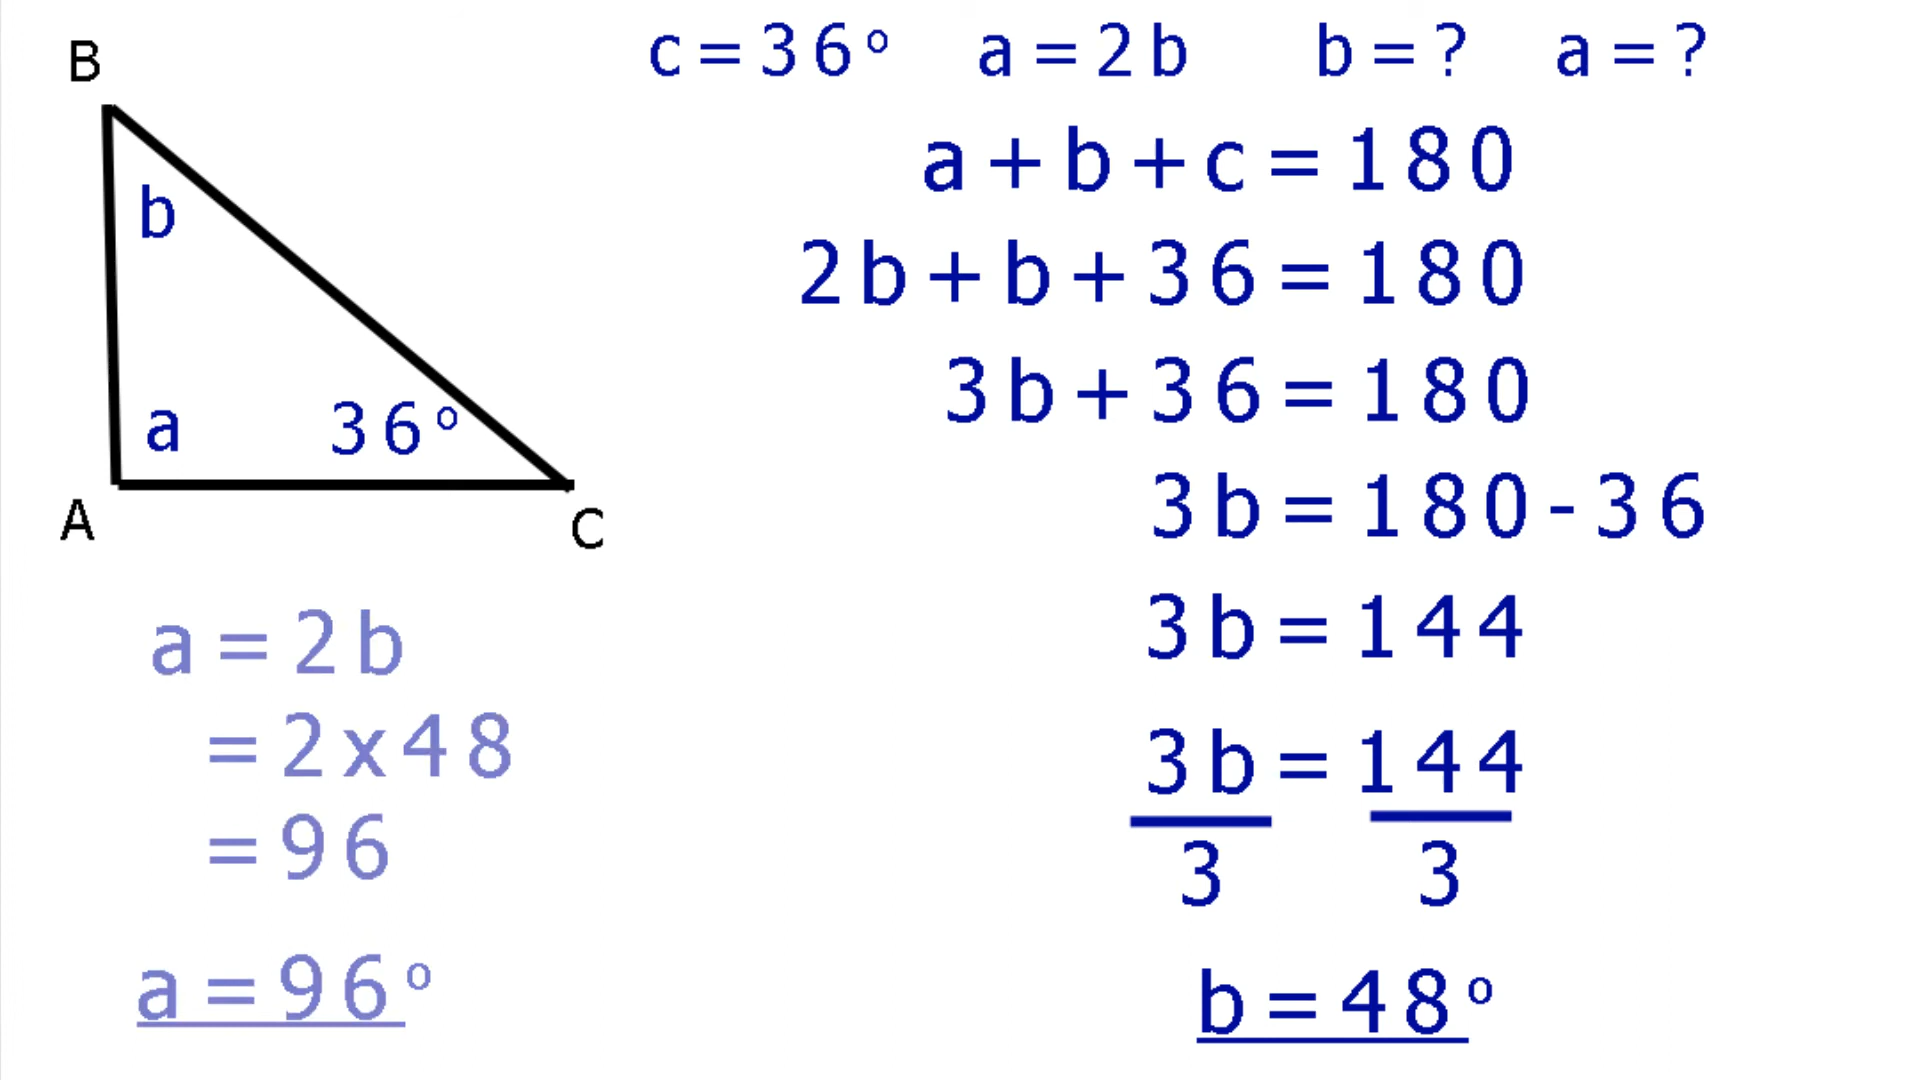 B
b
a 36°
A
C
c=36° a=2b b=? a=?
a+b+c=180
2b+b+36=180
3b+36=180
3b=180-36
3b=144
3b=144
3 3
b=48°
a=2b
=2x48
=96
a=96°